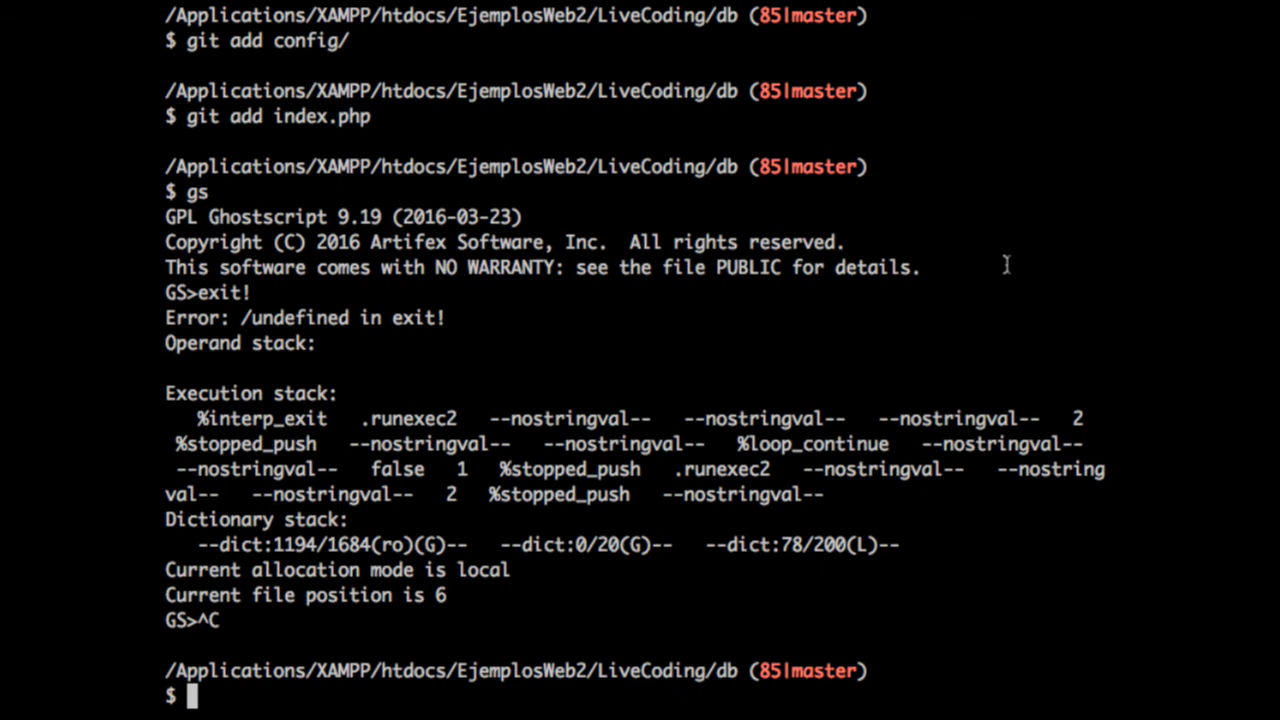 /Applications/XAMPP/htdocs/EjemplosWeb2/LiveCoding/db (85|master)
$ git add config/
/Applications/XAMPP/htdocs/EjemplosWeb2/LiveCoding/db (85|master)
$ git add index.php
/Applications/XAMPP/htdocs/EjemplosWeb2/LiveCoding/db (85|master)
$ gs
GPL Ghostscript 9.19 (2016-03-23)
Copyright (C) 2016 Artifex Software, Inc.  All rights reserved.
This software comes with NO WARRANTY: see the file PUBLIC for details.
GS>exit!
Error: /undefined in exit!
Operand stack:
Execution stack:
   %interp_exit   .runexec2   --nostringval--   --nostringval--   --nostringval--   2
 %stopped_push   --nostringval--   --nostringval--   %loop_continue   --nostringval--
 --nostringval--   false   1   %stopped_push   .runexec2   --nostringval--   --nostring
val--   --nostringval--   2   %stopped_push   --nostringval--
Dictionary stack:
   --dict:1194/1684(ro)(G)--   --dict:0/20(G)--   --dict:78/200(L)--
Current allocation mode is local
Current file position is 6
GS>^C
/Applications/XAMPP/htdocs/EjemplosWeb2/LiveCoding/db (85|master)
$